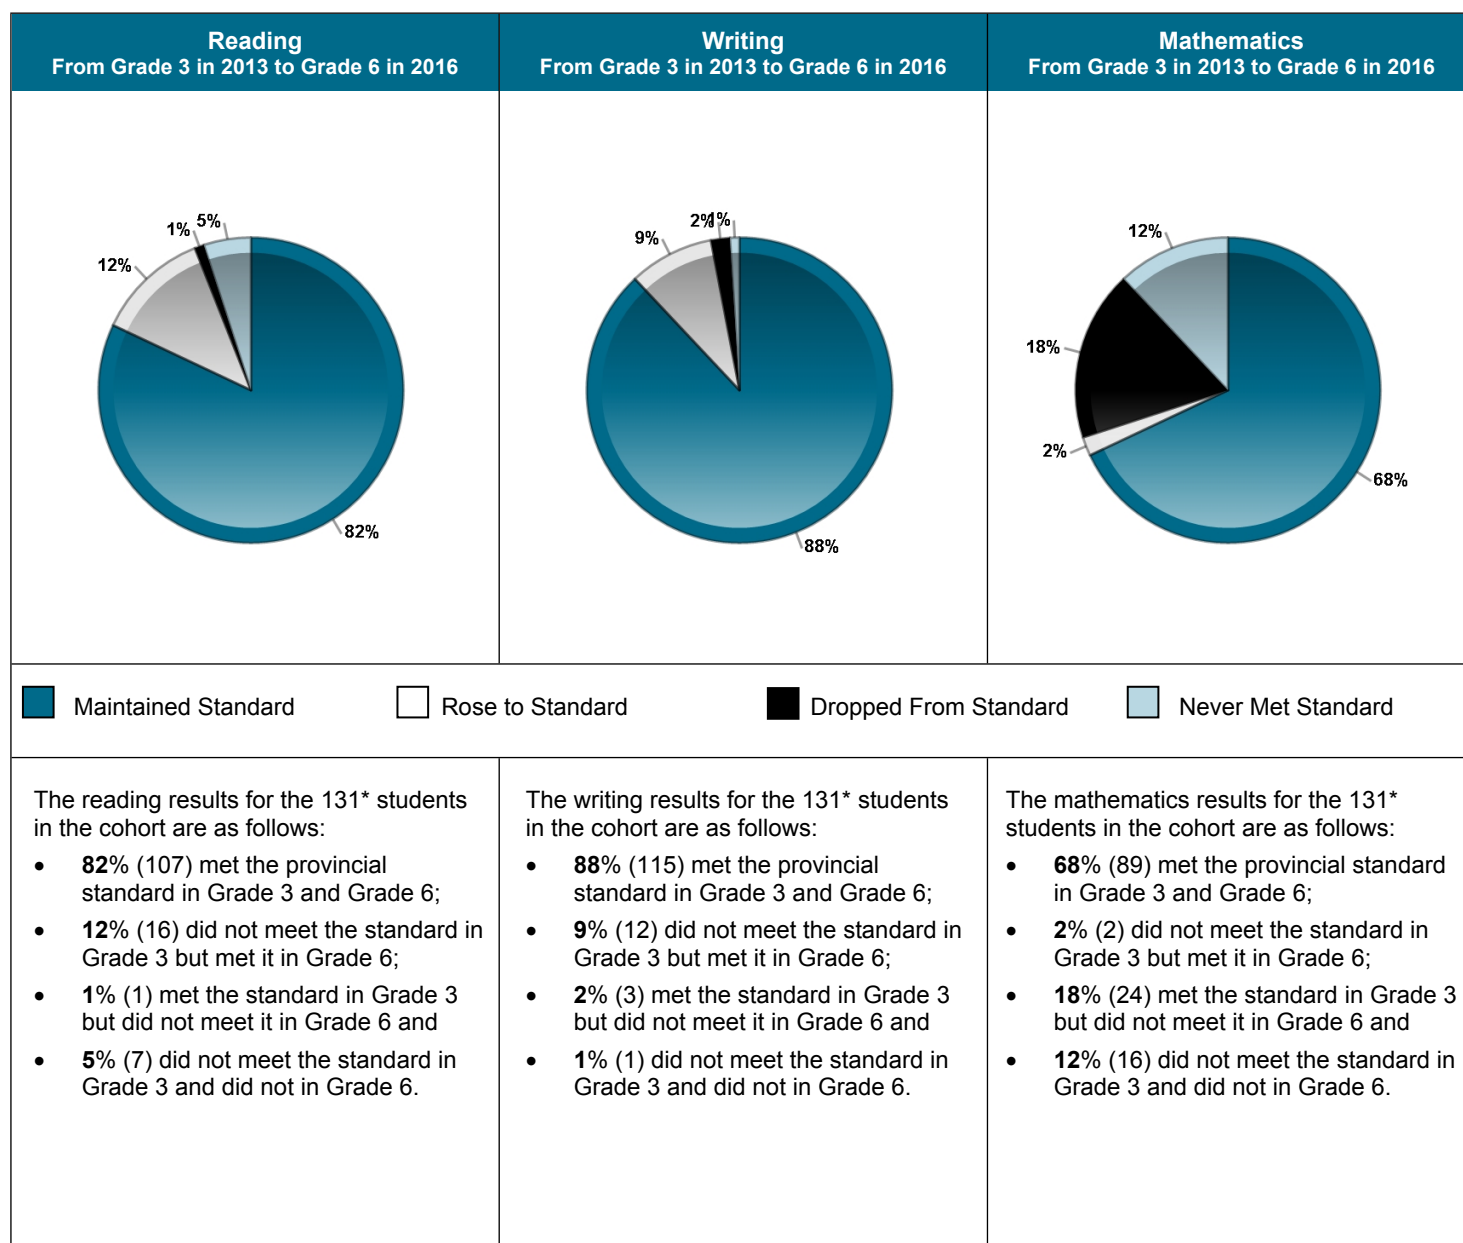 Reading
From Grade 3 in 2013 to Grade 6 in 2016
Writing
From Grade 3 in 2013 to Grade 6 in 2016
Mathematics
From Grade 3 in 2013 to Grade 6 in 2016
5%
1%
12%
82%
2%
1%
9%
88%
12%
18%
2%
68%
Maintained Standard
Rose to Standard
Dropped From Standard
Never Met Standard
The reading results for the 131* students
in the cohort are as follows:
• 82% (107) met the provincial
standard in Grade 3 and Grade 6;
• 12% (16) did not meet the standard in
Grade 3 but met it in Grade 6;
• 1% (1) met the standard in Grade 3
but did not meet it in Grade 6 and
• 5% (7) did not meet the standard in
Grade 3 and did not in Grade 6.
The writing results for the 131* students
in the cohort are as follows:
• 88% (115) met the provincial
standard in Grade 3 and Grade 6;
• 9% (12) did not meet the standard in
Grade 3 but met it in Grade 6;
• 2% (3) met the standard in Grade 3
but did not meet it in Grade 6 and
• 1% (1) did not meet the standard in
Grade 3 and did not in Grade 6.
The mathematics results for the 131*
students in the cohort are as follows:
• 68% (89) met the provincial standard
in Grade 3 and Grade 6;
• 2% (2) did not meet the standard in
Grade 3 but met it in Grade 6;
• 18% (24) met the standard in Grade 3
but did not meet it in Grade 6 and
• 12% (16) did not meet the standard in
Grade 3 and did not in Grade 6.